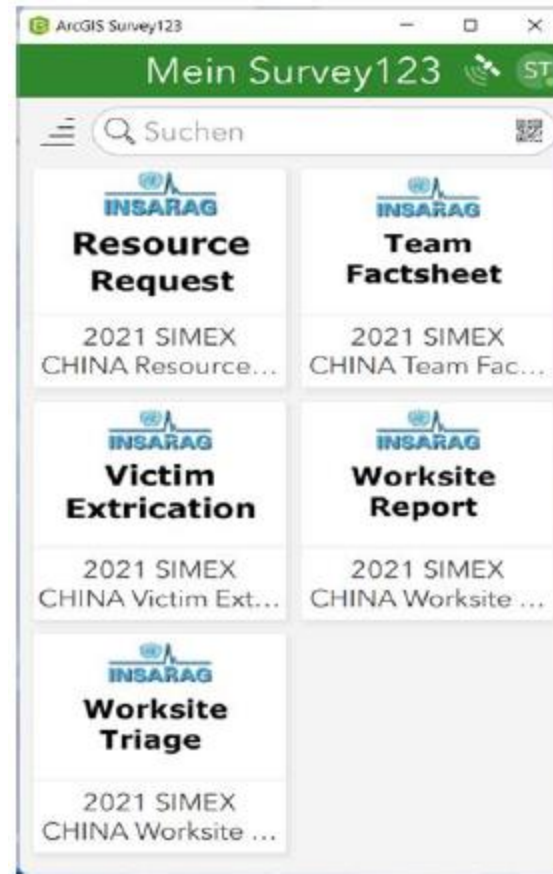 ArcGIS Survey123
Mein Survey123
ST
Suchen
INSARAG
Resource
Request
2021 SIMEX
CHINA Resource...
INSARAG
Team
Factsheet
2021 SIMEX
CHINA Team Fac...
INSARAG
Victim
Extrication
2021 SIMEX
CHINA Victim Ext...
INSARAG
Worksite
Report
2021 SIMEX
CHINA Worksite ...
INSARAG
Worksite
Triage
2021 SIMEX
CHINA Worksite ...